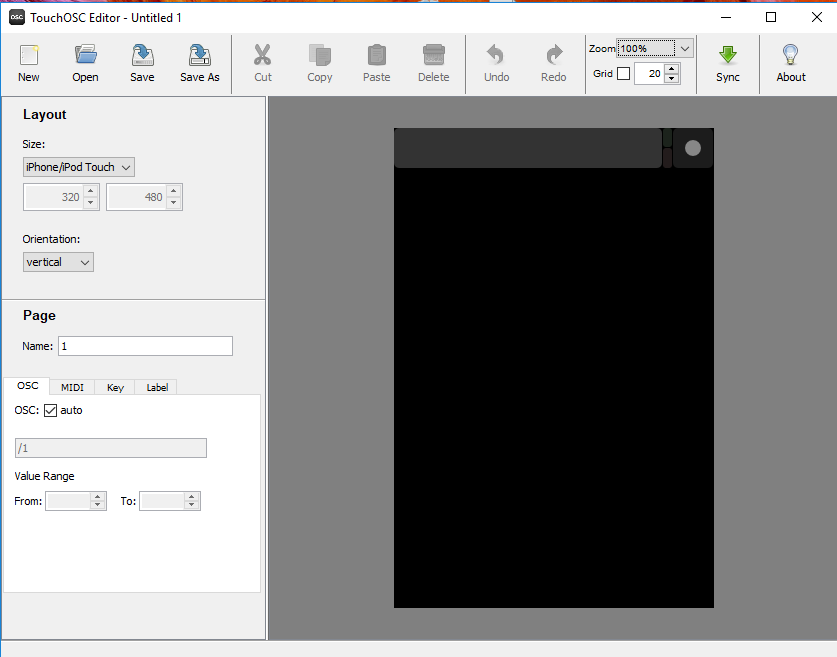 OSC TouchOSC Editor - Untitled 1
New Open Save Save As Cut Copy Paste Delete Undo Redo Zoom 100% Sync About
Grid 20
Layout
Size:
iPhone/iPod Touch
320 480
Orientation:
vertical
Page
Name: 1
OSC MIDI Key Label
OSC: auto
/1
Value Range
From: To: